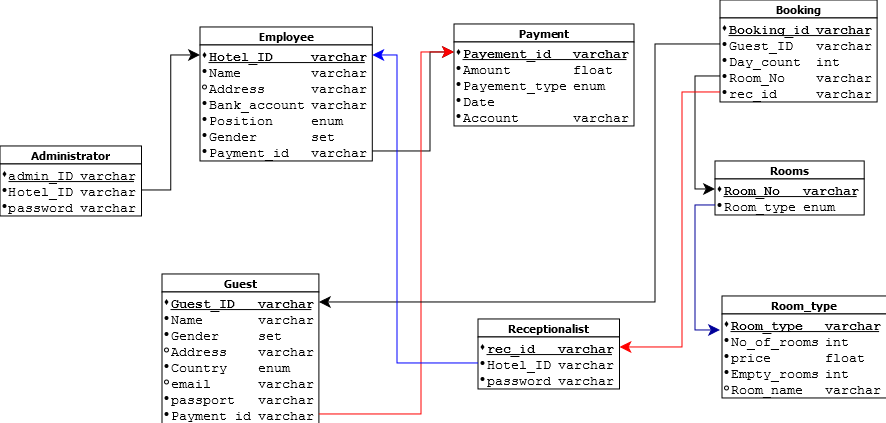 Employee
Hotel_ID varchar
Name varchar
Address varchar
Bank_account varchar
Position enum
Gender set
Payment_id varchar
Payment
Payement_id varchar
Amount float
Payement_type enum
Date
Account varchar
Booking
Booking_id varchar
Guest_ID varchar
Day_count int
Room_No varchar
rec_id varchar
Administrator
admin_ID varchar
Hotel_ID varchar
password varchar
Rooms
Room_No varchar
Room_type enum
Guest
Guest_ID varchar
Name varchar
Gender set
Address varchar
Country enum
email varchar
passport varchar
Payment_id varchar
Receptionalist
rec_id varchar
Hotel_ID varchar
password varchar
Room_type
Room_type varchar
No_of_rooms int
price float
Empty_rooms int
Room_name varchar